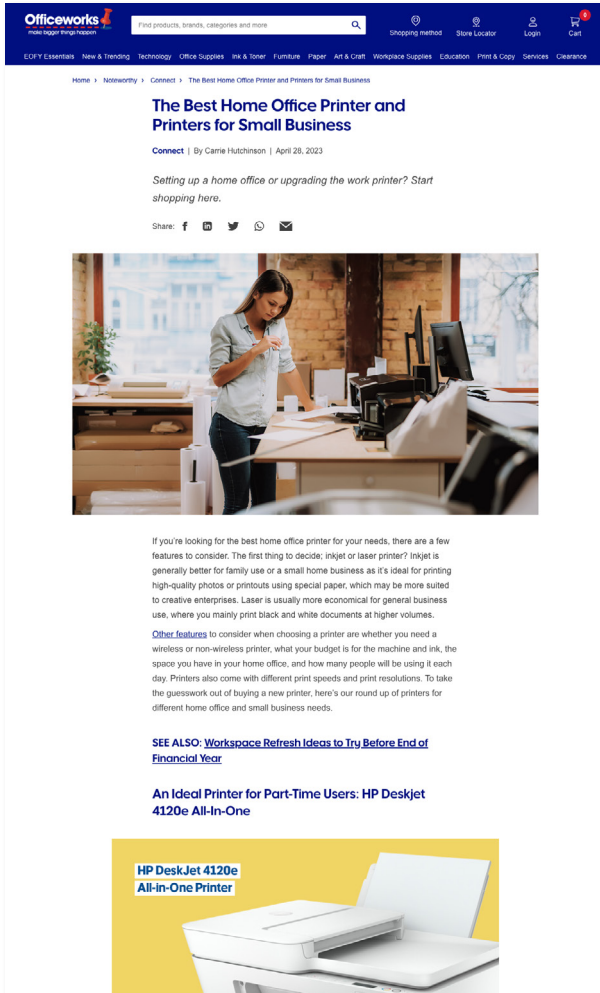 Officeworks
make bigger things happen
Find products, brands, categories and more
Shopping method
Store Locator
Login
0
Cart
EOFY Essentials New & Trending Technology Office Supplies Ink & Toner Furniture Paper Art & Craft Workplace Supplies Education Print & Copy Services Clearance
Home › Noteworthy › Connect › The Best Home Office Printer and Printers for Small Business
The Best Home Office Printer and
Printers for Small Business
Connect | By Carrie Hutchinson | April 28, 2023
Setting up a home office or upgrading the work printer? Start
shopping here.
Share:
If you're looking for the best home office printer for your needs, there are a few
features to consider. The first thing to decide; inkjet or laser printer? Inkjet is
generally better for family use or a small home business as it's ideal for printing
high-quality photos or printouts using special paper, which may be more suited
to creative enterprises. Laser is usually more economical for general business
use, where you mainly print black and white documents at higher volumes.
Other features to consider when choosing a printer are whether you need a
wireless or non-wireless printer, what your budget is for the machine and ink, the
space you have in your home office, and how many people will be using it each
day. Printers also come with different print speeds and print resolutions. To take
the guesswork out of buying a new printer, here's our round up of printers for
different home office and small business needs.
SEE ALSO: Workspace Refresh Ideas to Try Before End of
Financial Year
An Ideal Printer for Part-Time Users: HP Deskjet
4120e All-In-One
HP DeskJet 4120e
All-in-One Printer